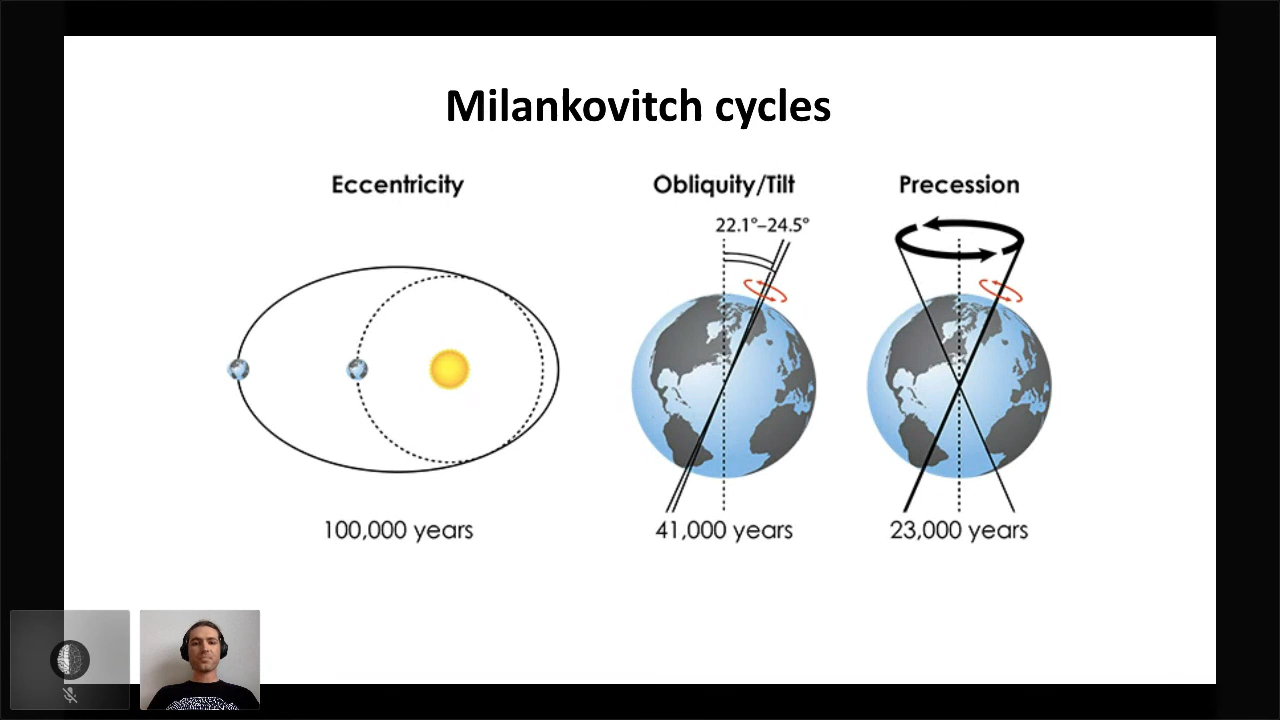 Milankovitch cycles
Eccentricity
Obliquity/Tilt
Precession
22.1°–24.5°
100,000 years
41,000 years
23,000 years